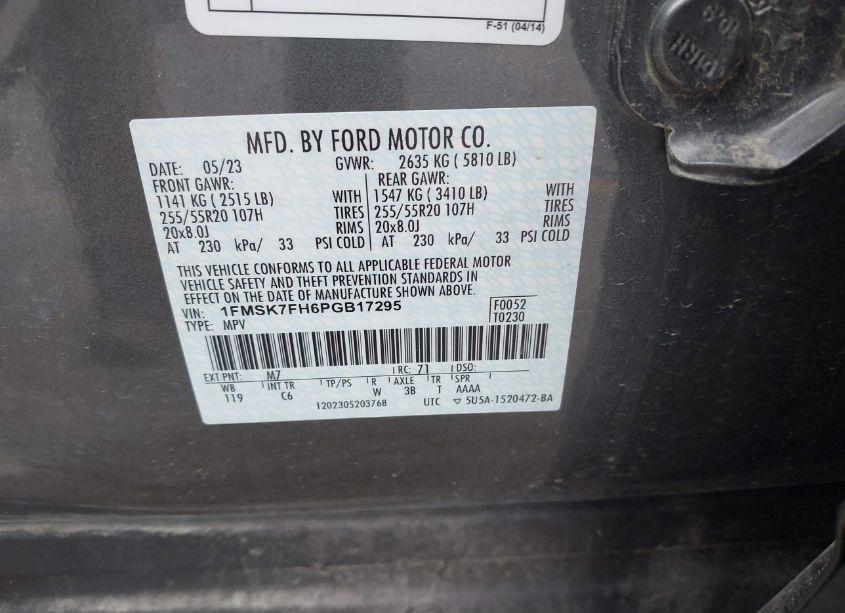 F-51 (04/14)
10.9
MFD. BY FORD MOTOR CO.
DATE: 05/23 GVWR: 2635 KG ( 5810 LB)
FRONT GAWR: REAR GAWR:
1141 KG ( 2515 LB) WITH 1547 KG ( 3410 LB) WITH
255/55R20 107H TIRES 255/55R20 107H TIRES
20x8.0J RIMS 20x8.0J RIMS
AT 230 kPa/ 33 PSI COLD AT 230 kPa/ 33 PSI COLD
THIS VEHICLE CONFORMS TO ALL APPLICABLE FEDERAL MOTOR
VEHICLE SAFETY AND THEFT PREVENTION STANDARDS IN
EFFECT ON THE DATE OF MANUFACTURE SHOWN ABOVE.
VIN: 1FMSK7FH6PGB17295 F0052
TYPE: MPV T0230
EXT PNT: M7 RC: 71 DSO:
WB INT TR TP/PS R AXLE TR SPR
119 C6 W 3B T AAAA
1202305203768 UTC ▽ 5U5A-1520472-BA